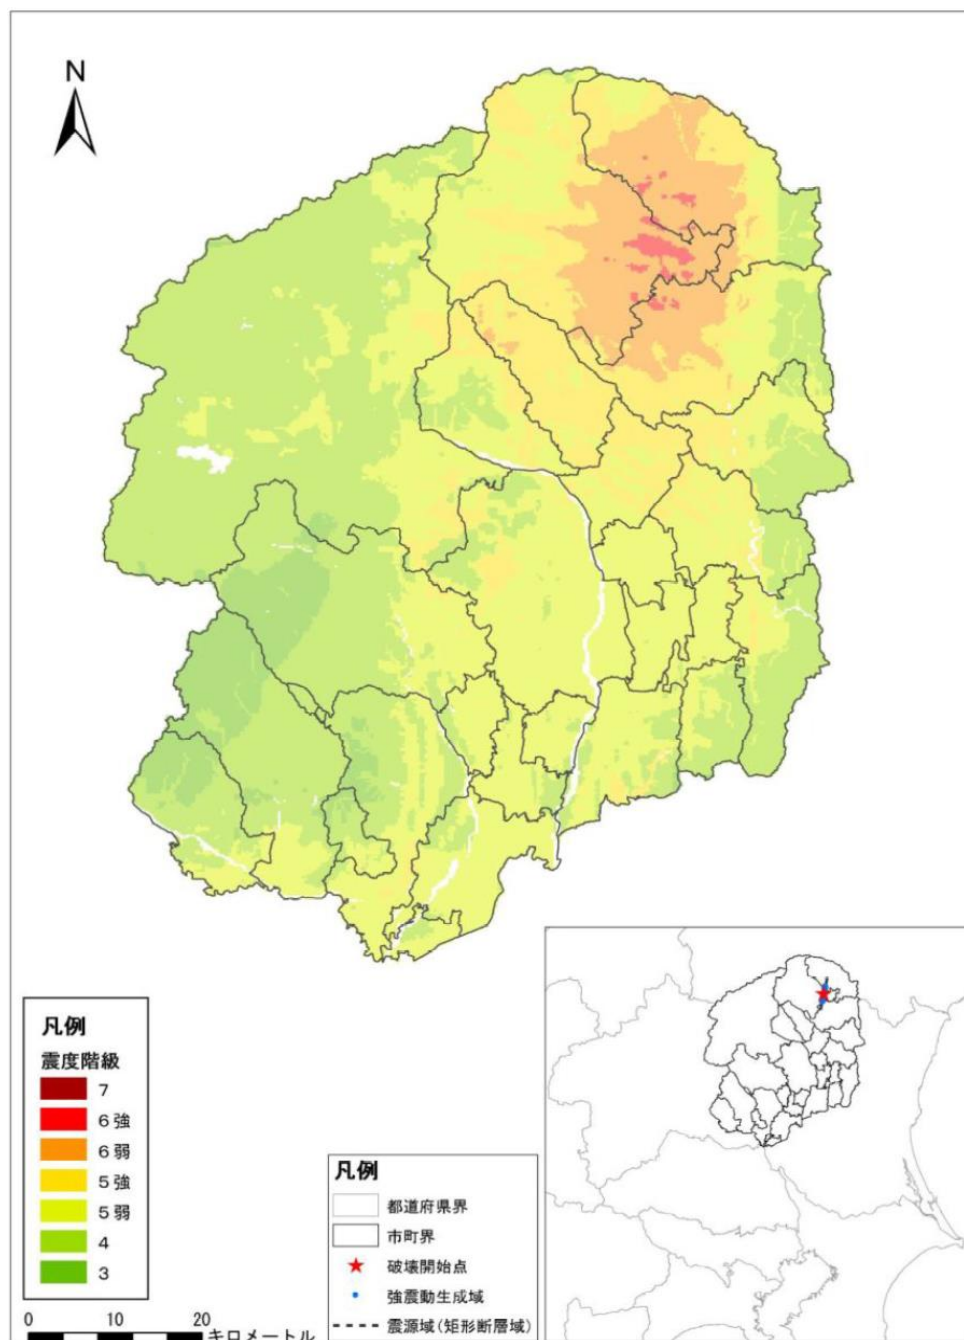 N
凡例
震度階級
7
6強
6弱
5強
5弱
4
3
0 10 20
キロメートル
凡例
都道府県界
市町界
破壊開始点
強震動生成域
震源域(矩形断層域)